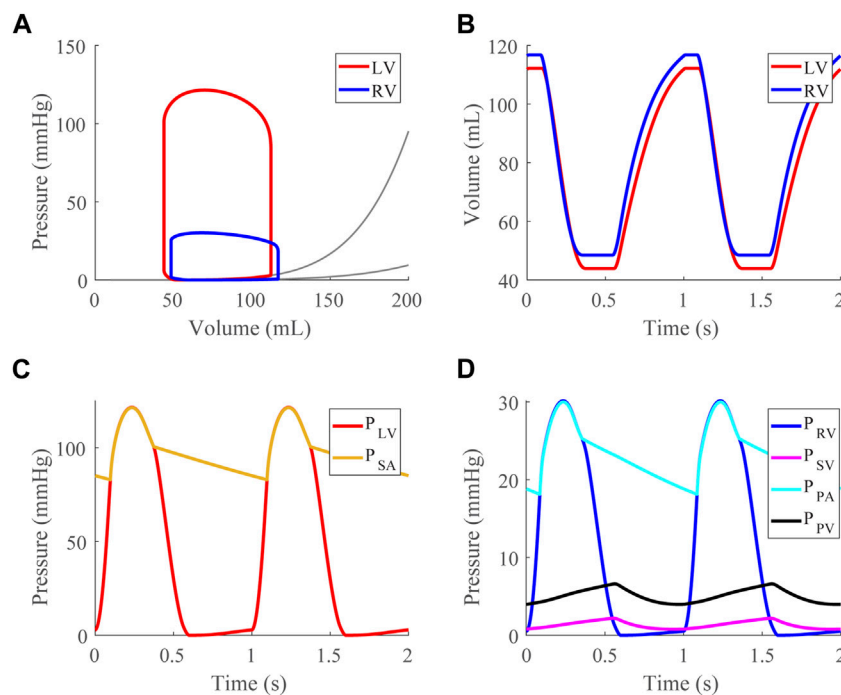 A
Pressure (mmHg)
150
100
50
0
0 50 100 150 200
Volume (mL)
LV
RV
B
Volume (mL)
120
100
80
60
40
0 0.5 1 1.5 2
Time (s)
LV
RV
C
Pressure (mmHg)
100
50
0
0 0.5 1 1.5 2
Time (s)
P LV
P SA
D
Pressure (mmHg)
30
20
10
0
0 0.5 1 1.5 2
Time (s)
P RV
P SV
P PA
P PV